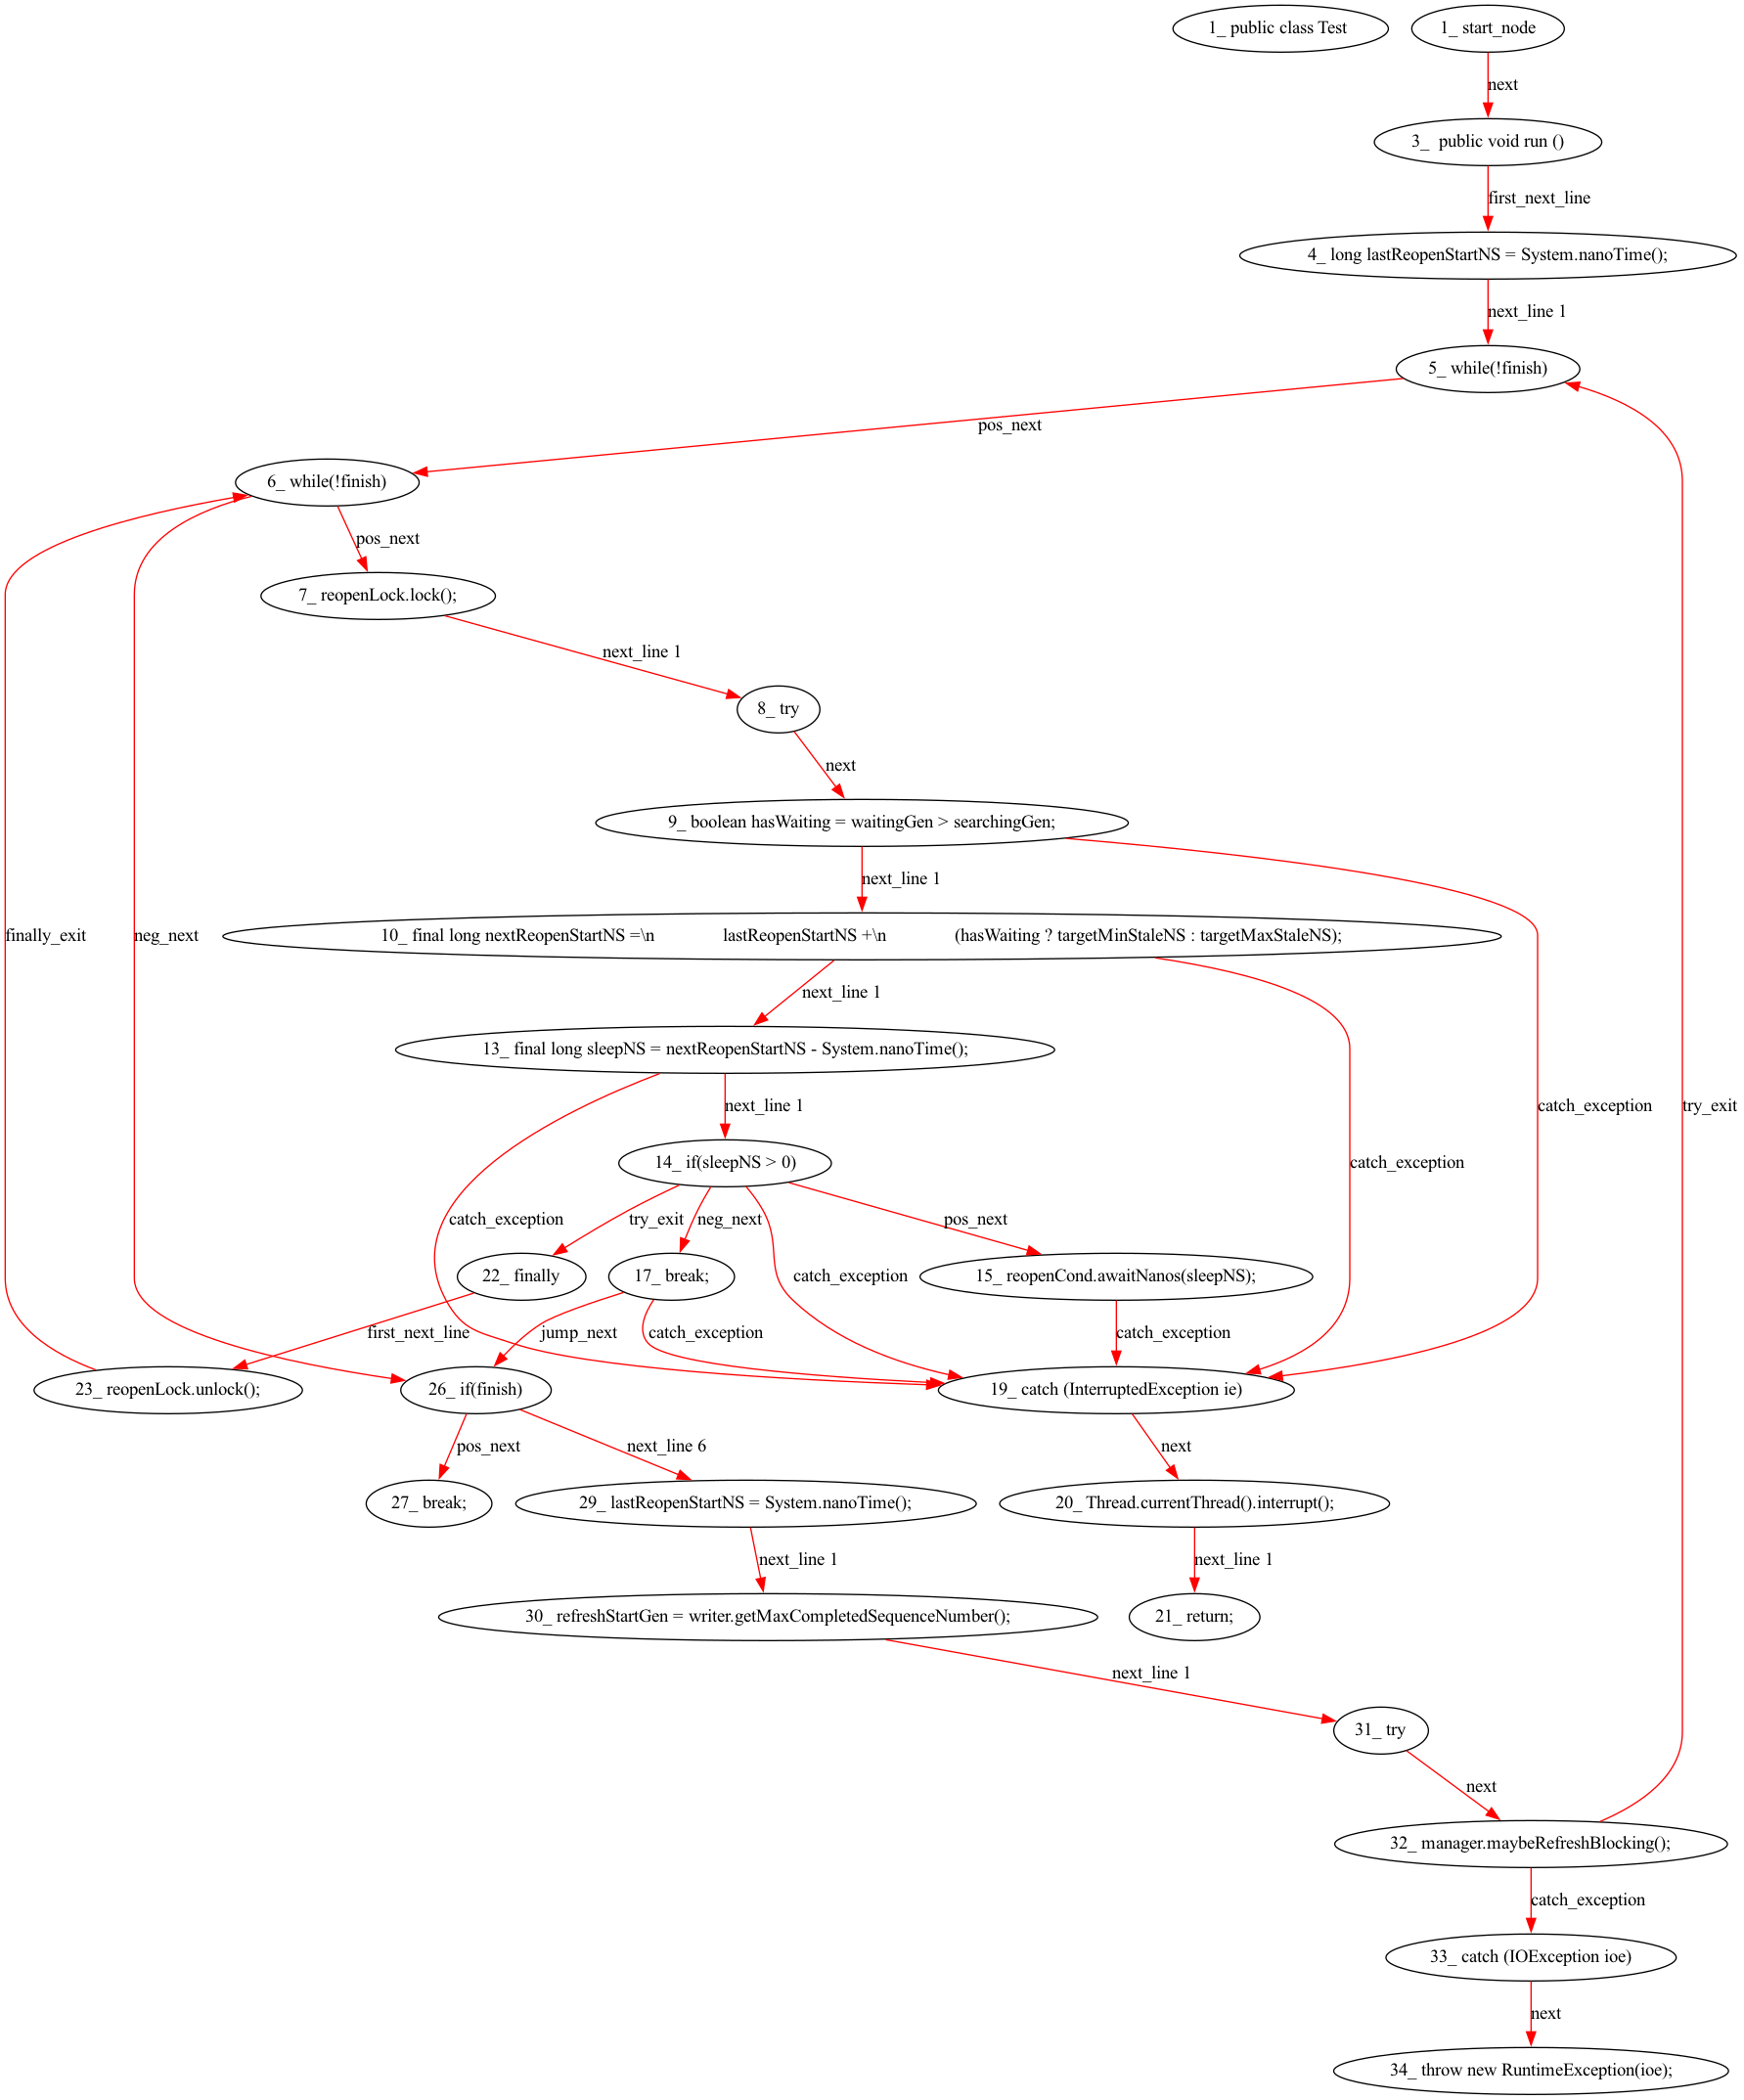 1_ public class Test
1_ start_node
next
3_  public void run ()
first_next_line
4_ long lastReopenStartNS = System.nanoTime();
next_line 1
5_ while(!finish)
pos_next
6_ while(!finish)
pos_next
7_ reopenLock.lock();
next_line 1
8_ try
next
9_ boolean hasWaiting = waitingGen > searchingGen;
next_line 1
finally_exit
neg_next
10_ final long nextReopenStartNS =\n                lastReopenStartNS +\n                (hasWaiting ? targetMinStaleNS : targetMaxStaleNS);
next_line 1
13_ final long sleepNS = nextReopenStartNS - System.nanoTime();
next_line 1
catch_exception
try_exit
14_ if(sleepNS > 0)
catch_exception
catch_exception
try_exit
neg_next
pos_next
22_ finally
17_ break;
catch_exception
15_ reopenCond.awaitNanos(sleepNS);
first_next_line
jump_next
catch_exception
catch_exception
23_ reopenLock.unlock();
26_ if(finish)
19_ catch (InterruptedException ie)
pos_next
next_line 6
next
27_ break;
29_ lastReopenStartNS = System.nanoTime();
20_ Thread.currentThread().interrupt();
next_line 1
next_line 1
30_ refreshStartGen = writer.getMaxCompletedSequenceNumber();
21_ return;
next_line 1
31_ try
next
32_ manager.maybeRefreshBlocking();
catch_exception
33_ catch (IOException ioe)
next
34_ throw new RuntimeException(ioe);